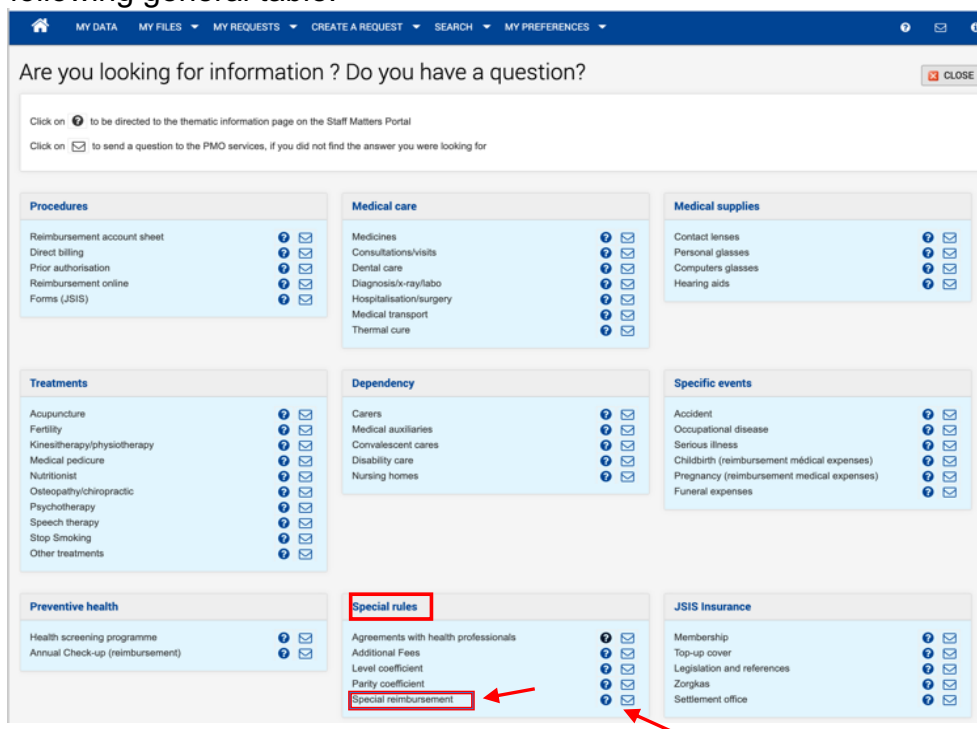 following general table:
MY DATA MY FILES MY REQUESTS CREATE A REQUEST SEARCH MY PREFERENCES
Are you looking for information ? Do you have a question?
CLOSE
Click on ? to be directed to the thematic information page on the Staff Matters Portal
Click on to send a question to the PMO services, if you did not find the answer you were looking for
Procedures
Reimbursement account sheet
Direct billing
Prior authorisation
Reimbursement online
Forms (JSIS)
Medical care
Medicines
Consultations/visits
Dental care
Diagnosis/x-ray/labo
Hospitalisation/surgery
Medical transport
Thermal cure
Medical supplies
Contact lenses
Personal glasses
Computers glasses
Hearing aids
Treatments
Acupuncture
Fertility
Kinesitherapy/physiotherapy
Medical pedicure
Nutritionist
Osteopathy/chiropractic
Psychotherapy
Speech therapy
Stop Smoking
Other treatments
Dependency
Carers
Medical auxiliaries
Convalescent cares
Disability care
Nursing homes
Specific events
Accident
Occupational disease
Serious illness
Childbirth (reimbursement médical expenses)
Pregnancy (reimbursement medical expenses)
Funeral expenses
Preventive health
Health screening programme
Annual Check-up (reimbursement)
Special rules
Agreements with health professionals
Additional Fees
Level coefficient
Parity coefficient
Special reimbursement
JSIS Insurance
Membership
Top-up cover
Legislation and references
Zorgkas
Settlement office